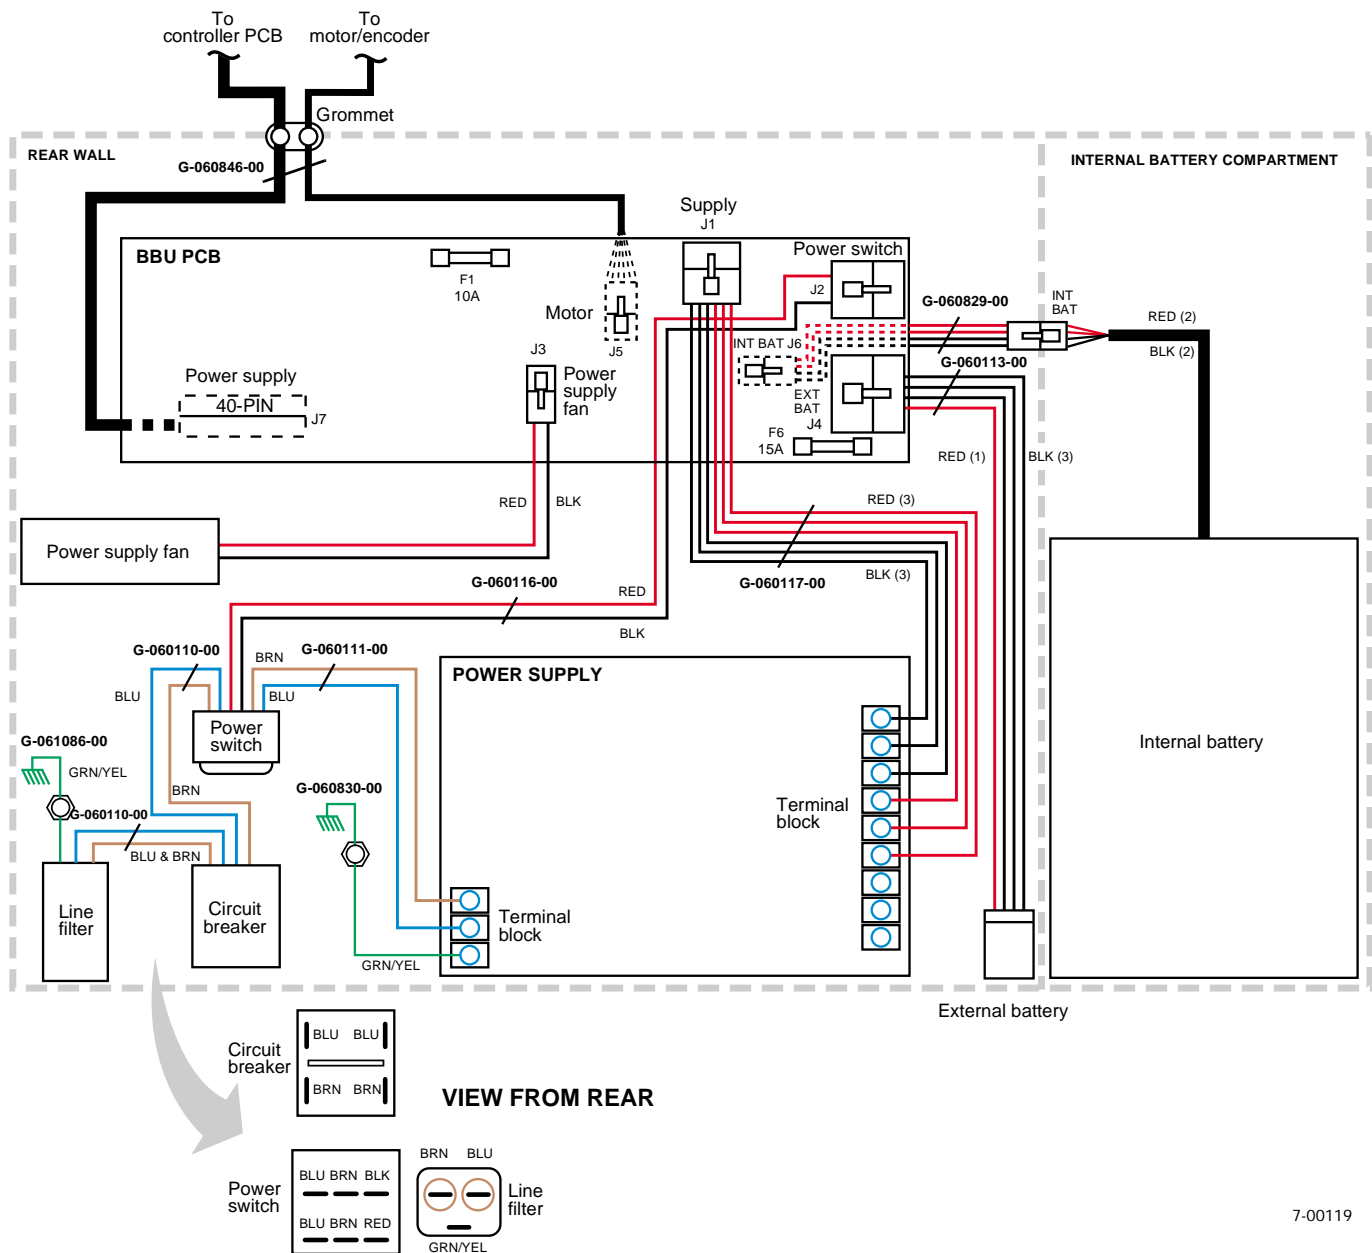 To
controller PCB
To
motor/encoder
Grommet
REAR WALL
G-060846-00
INTERNAL BATTERY COMPARTMENT
Supply
J1
BBU PCB
F1
10A
Power switch
J2
Motor
J5
G-060829-00
INT
BAT
RED (2)
BLK (2)
INT BAT J6
G-060113-00
J3
Power
supply
fan
EXT
BAT
J4
Power supply
40-PIN
J7
F6
15A
RED (1)
BLK (3)
RED
BLK
RED (3)
Power supply fan
BLK (3)
G-060116-00
RED
G-060117-00
BLK
G-060110-00
BRN
G-060111-00
BLU
BLU
POWER SUPPLY
Power
switch
G-061086-00
GRN/YEL
BRN
G-060830-00
G-060110-00
BLU & BRN
Internal battery
Terminal
block
Line
filter
Circuit
breaker
Terminal
block
GRN/YEL
External battery
Circuit
breaker
BLU BLU
BRN BRN
VIEW FROM REAR
Power
switch
BLU BRN BLK
BLU BRN RED
BRN BLU
Line
filter
GRN/YEL
7-00119